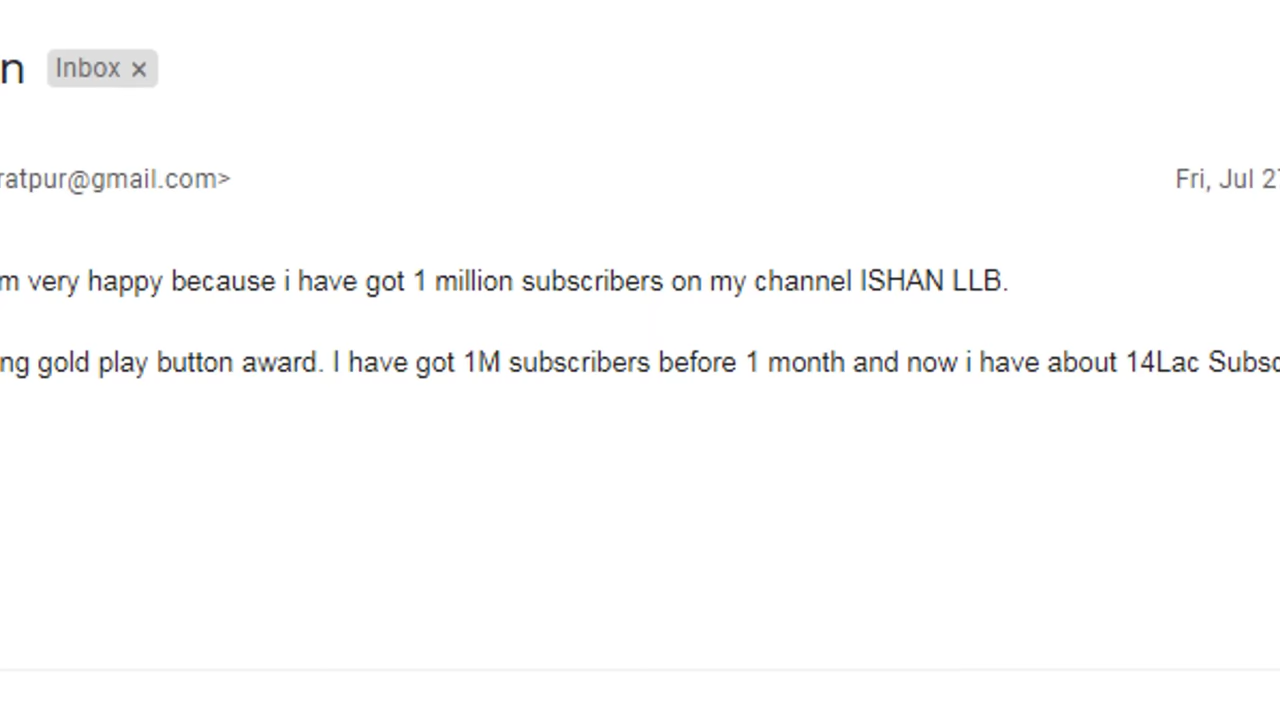 n Inbox ×
ratpur@gmail.com>
Fri, Jul 27
m very happy because i have got 1 million subscribers on my channel ISHAN LLB.
ng gold play button award. I have got 1M subscribers before 1 month and now i have about 14Lac Subsc